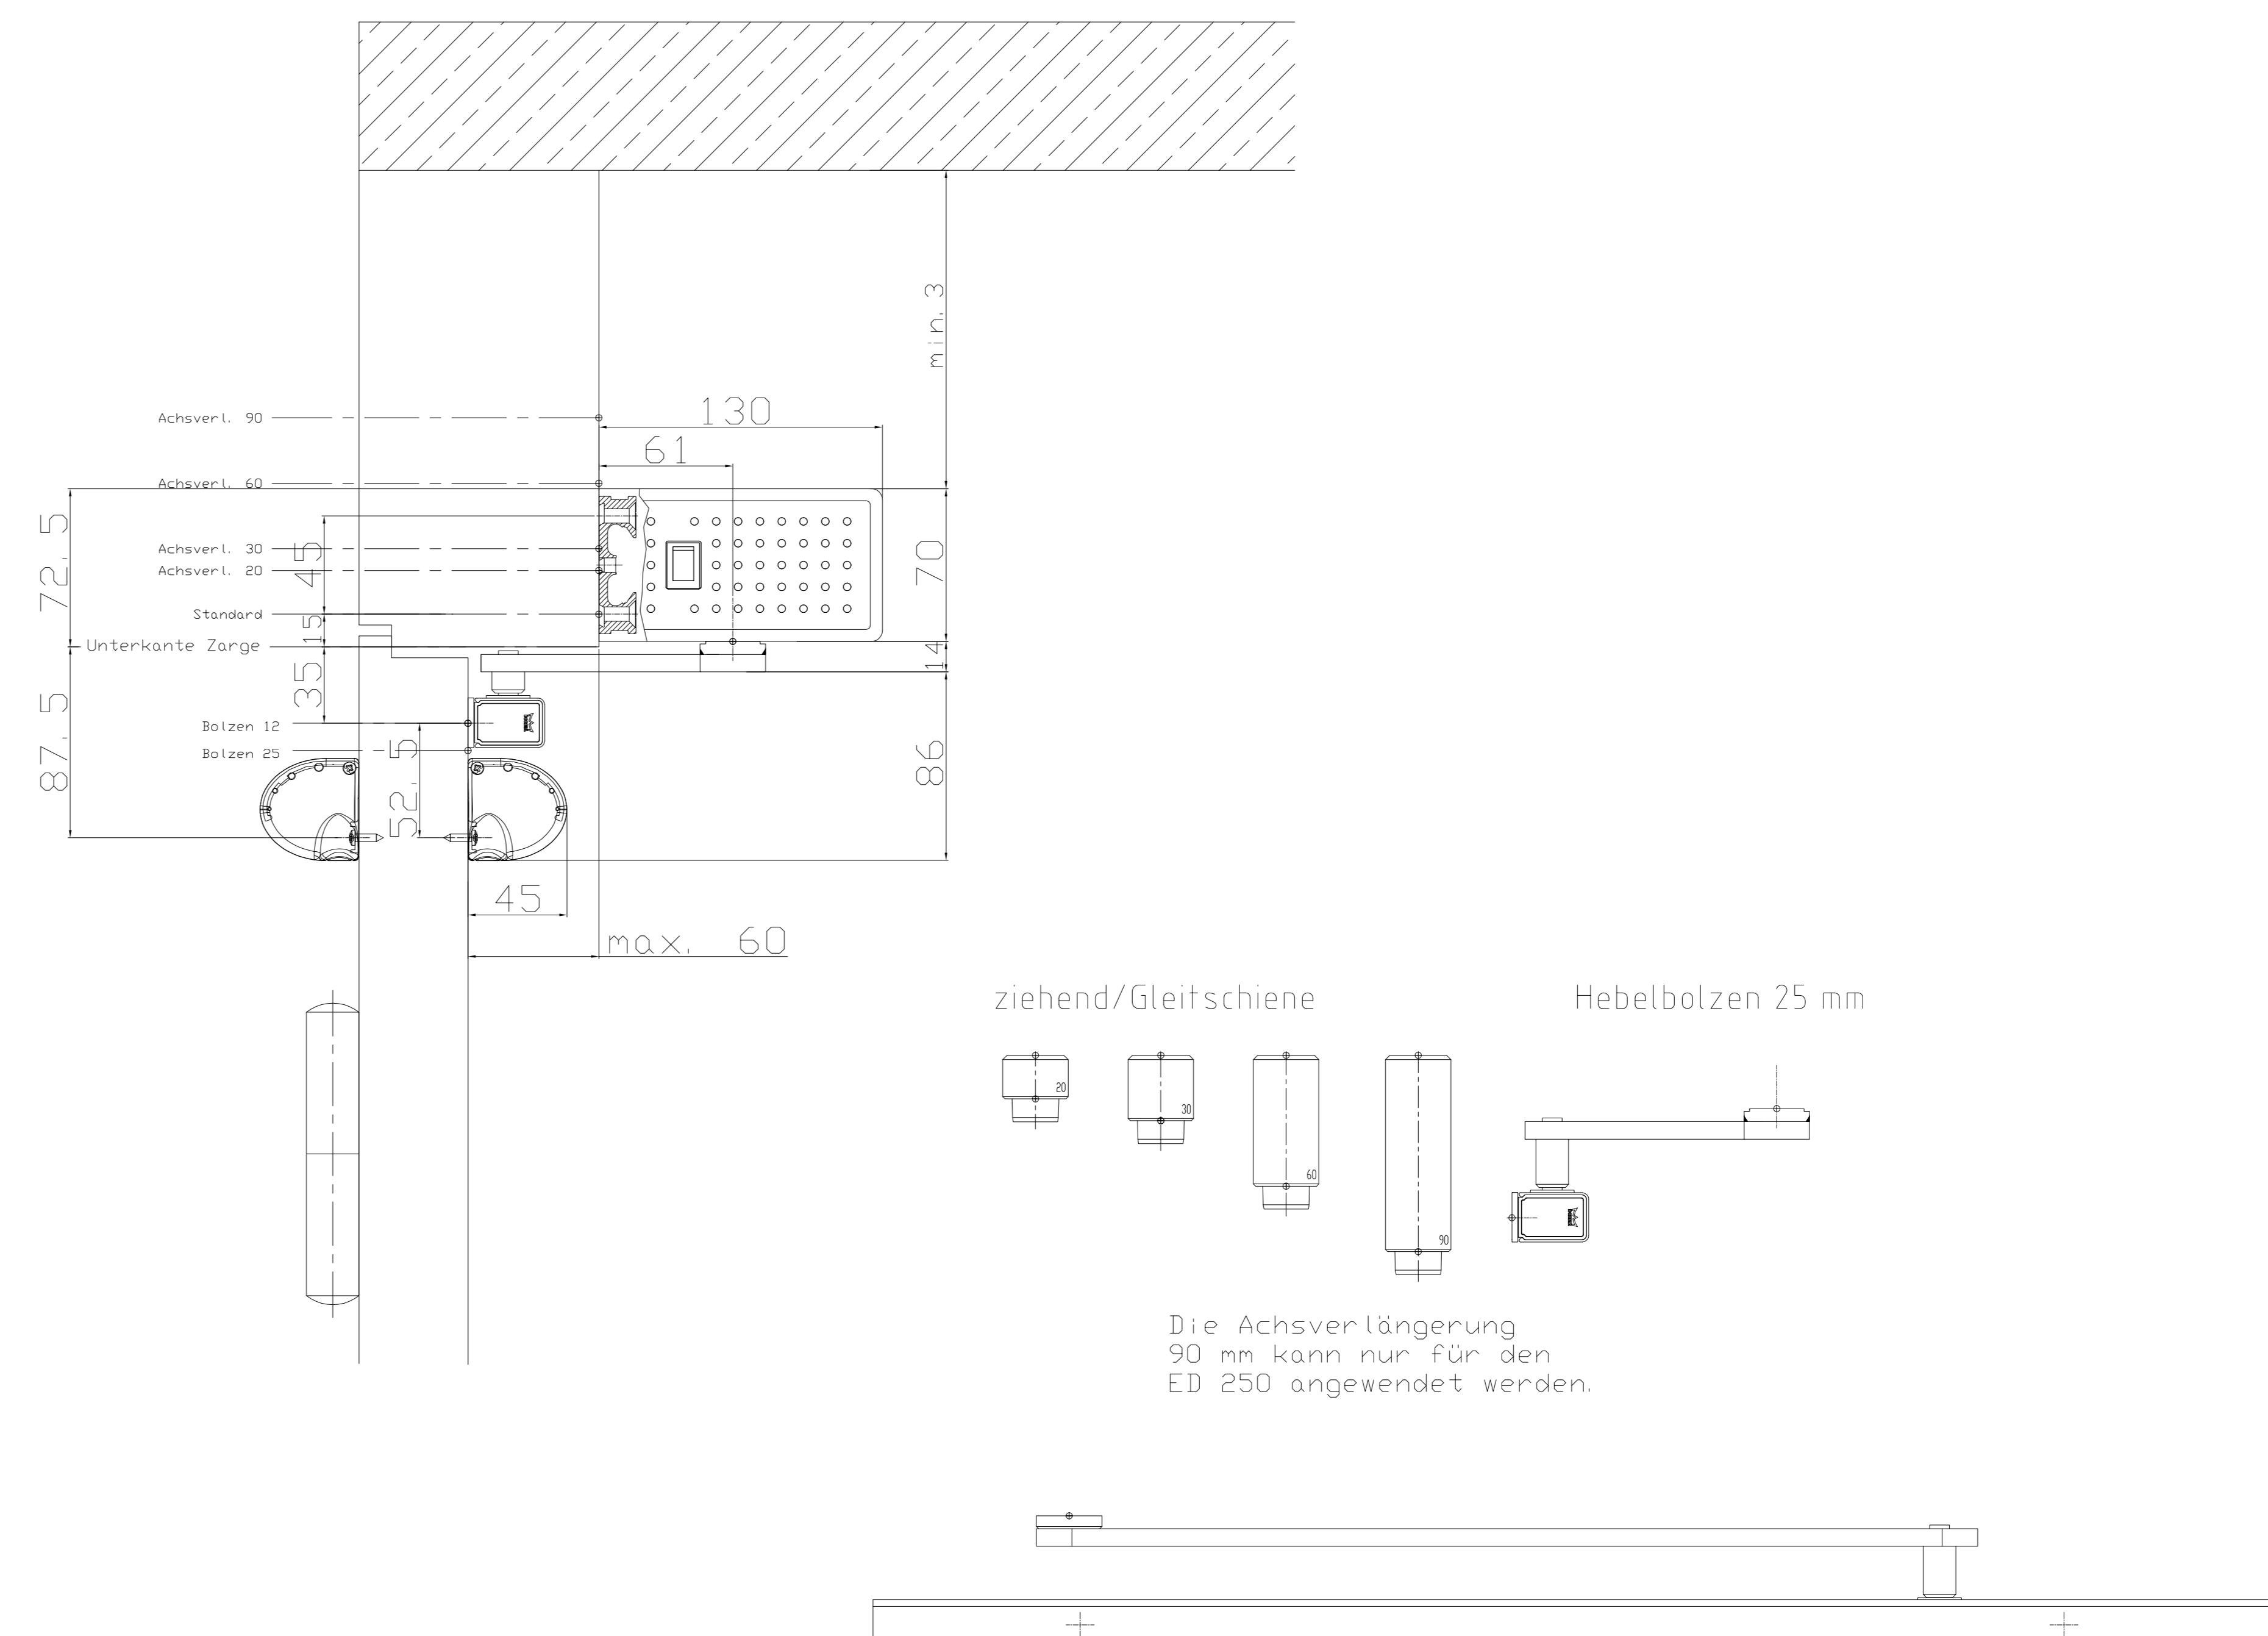 min. 3
Achsverl. 90
130
61
Achsverl. 60
72.5
45
Achsverl. 30
Achsverl. 20
70
Standard
15
Unterkante Zarge
14
35
87.5
Bolzen 12
Bolzen 25
52.5
86
45
max. 60
ziehend/Gleitschiene
Hebelbolzen 25 mm
20
30
60
90
Die Achsverlängerung
90 mm kann nur für den
ED 250 angewendet werden.